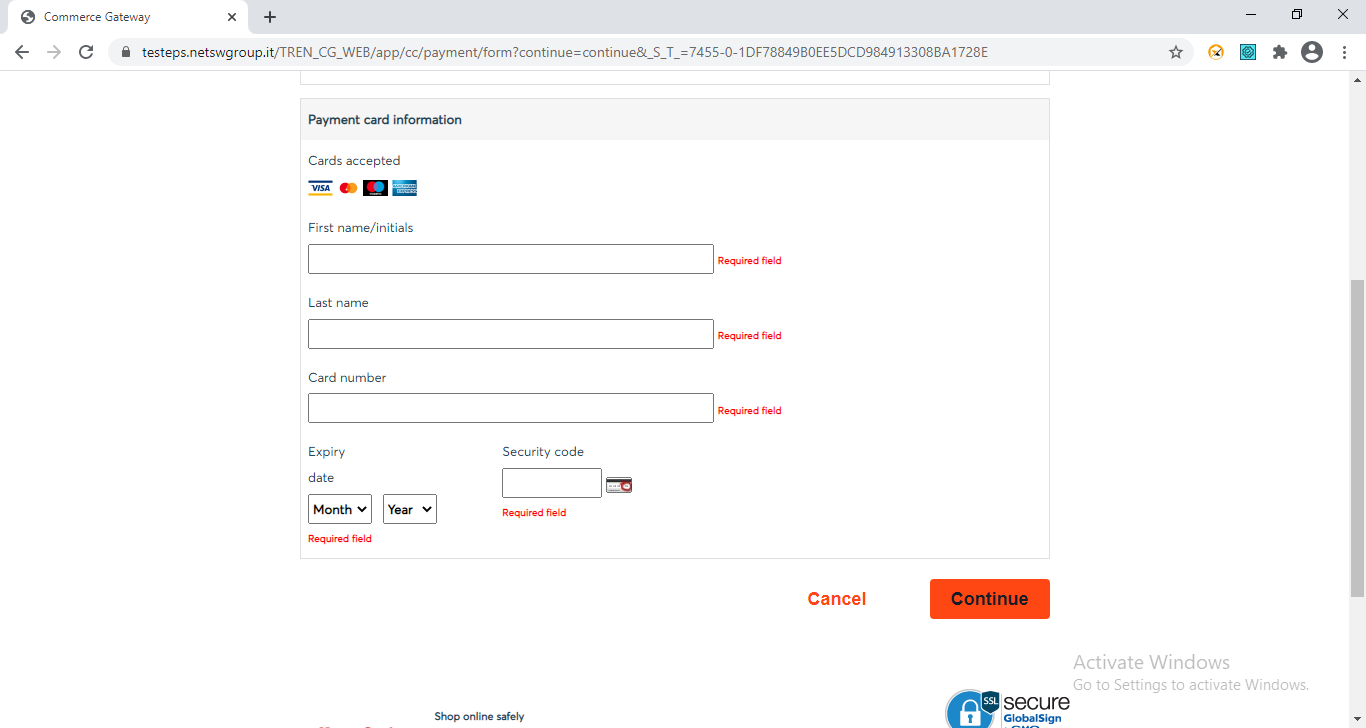 Commerce Gateway
testeps.netswgroup.it/TREN_CG_WEB/app/cc/payment/form?continue=continue&_S_T_=7455-0-1DF78849B0EE5DCD984913308BA1728E
Payment card information
Cards accepted
VISA
First name/initials
Required field
Last name
Required field
Card number
Required field
Expiry
date
Security code
Month Year
Required field
Required field
Cancel Continue
Activate Windows
Go to Settings to activate Windows.
SSL secure
GlobalSign
Shop online safely